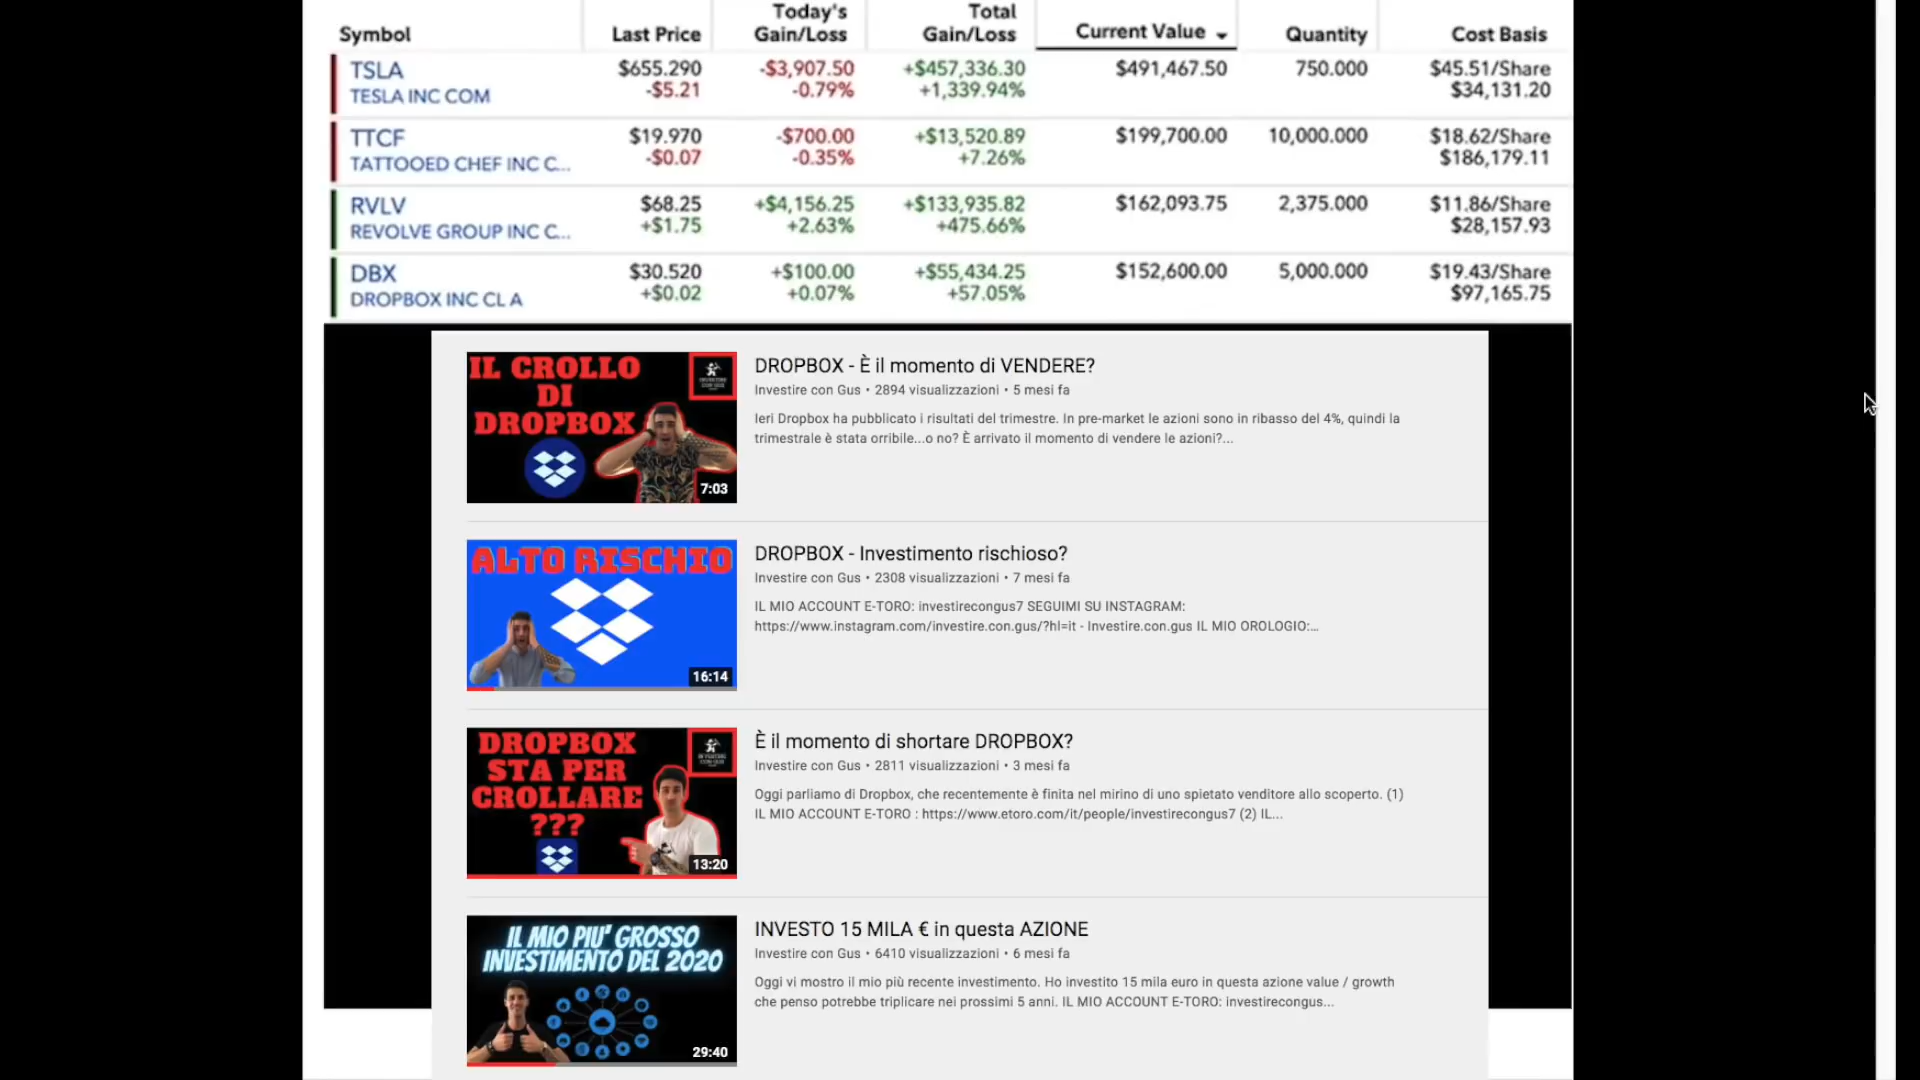 Symbol Last Price Today's Gain/Loss Total Gain/Loss Current Value Quantity Cost Basis
TSLA $655.290 -$3,907.50 +$457,336.30 $491,467.50 750.000 $45.51/Share
TESLA INC COM -$5.21 -0.79% +1,339.94% $34,131.20
TTCF $19.970 -$700.00 +$13,520.89 $199,700.00 10,000.000 $18.62/Share
TATTOOED CHEF INC C... -$0.07 -0.35% +7.26% $186,179.11
RVLV $68.25 +$4,156.25 +$133,935.82 $162,093.75 2,375.000 $11.86/Share
REVOLVE GROUP INC C... +$1.75 +2.63% +475.66% $28,157.93
DBX $30.520 +$100.00 +$55,434.25 $152,600.00 5,000.000 $19.43/Share
DROPBOX INC CL A +$0.02 +0.07% +57.05% $97,165.75
IL CROLLO
DI
DROPBOX
7:03
DROPBOX - È il momento di VENDERE?
Investire con Gus • 2894 visualizzazioni • 5 mesi fa
Ieri Dropbox ha pubblicato i risultati del trimestre. In pre-market le azioni sono in ribasso del 4%, quindi la
trimestrale è stata orribile...o no? È arrivato il momento di vendere le azioni?...
ALTO RISCHIO
16:14
DROPBOX - Investimento rischioso?
Investire con Gus • 2308 visualizzazioni • 7 mesi fa
IL MIO ACCOUNT E-TORO: investirecongus7 SEGUIMI SU INSTAGRAM:
https://www.instagram.com/investire.con.gus/?hl=it - Investire.con.gus IL MIO OROLOGIO:...
DROPBOX
STA PER
CROLLARE
???
13:20
È il momento di shortare DROPBOX?
Investire con Gus • 2811 visualizzazioni • 3 mesi fa
Oggi parliamo di Dropbox, che recentemente è finita nel mirino di uno spietato venditore allo scoperto. (1)
IL MIO ACCOUNT E-TORO : https://www.etoro.com/it/people/investirecongus7 (2) IL...
IL MIO PIU' GROSSO
INVESTIMENTO DEL 2020
29:40
INVESTO 15 MILA € in questa AZIONE
Investire con Gus • 6410 visualizzazioni • 6 mesi fa
Oggi vi mostro il mio più recente investimento. Ho investito 15 mila euro in questa azione value / growth
che penso potrebbe triplicare nei prossimi 5 anni. IL MIO ACCOUNT E-TORO: investirecongus...